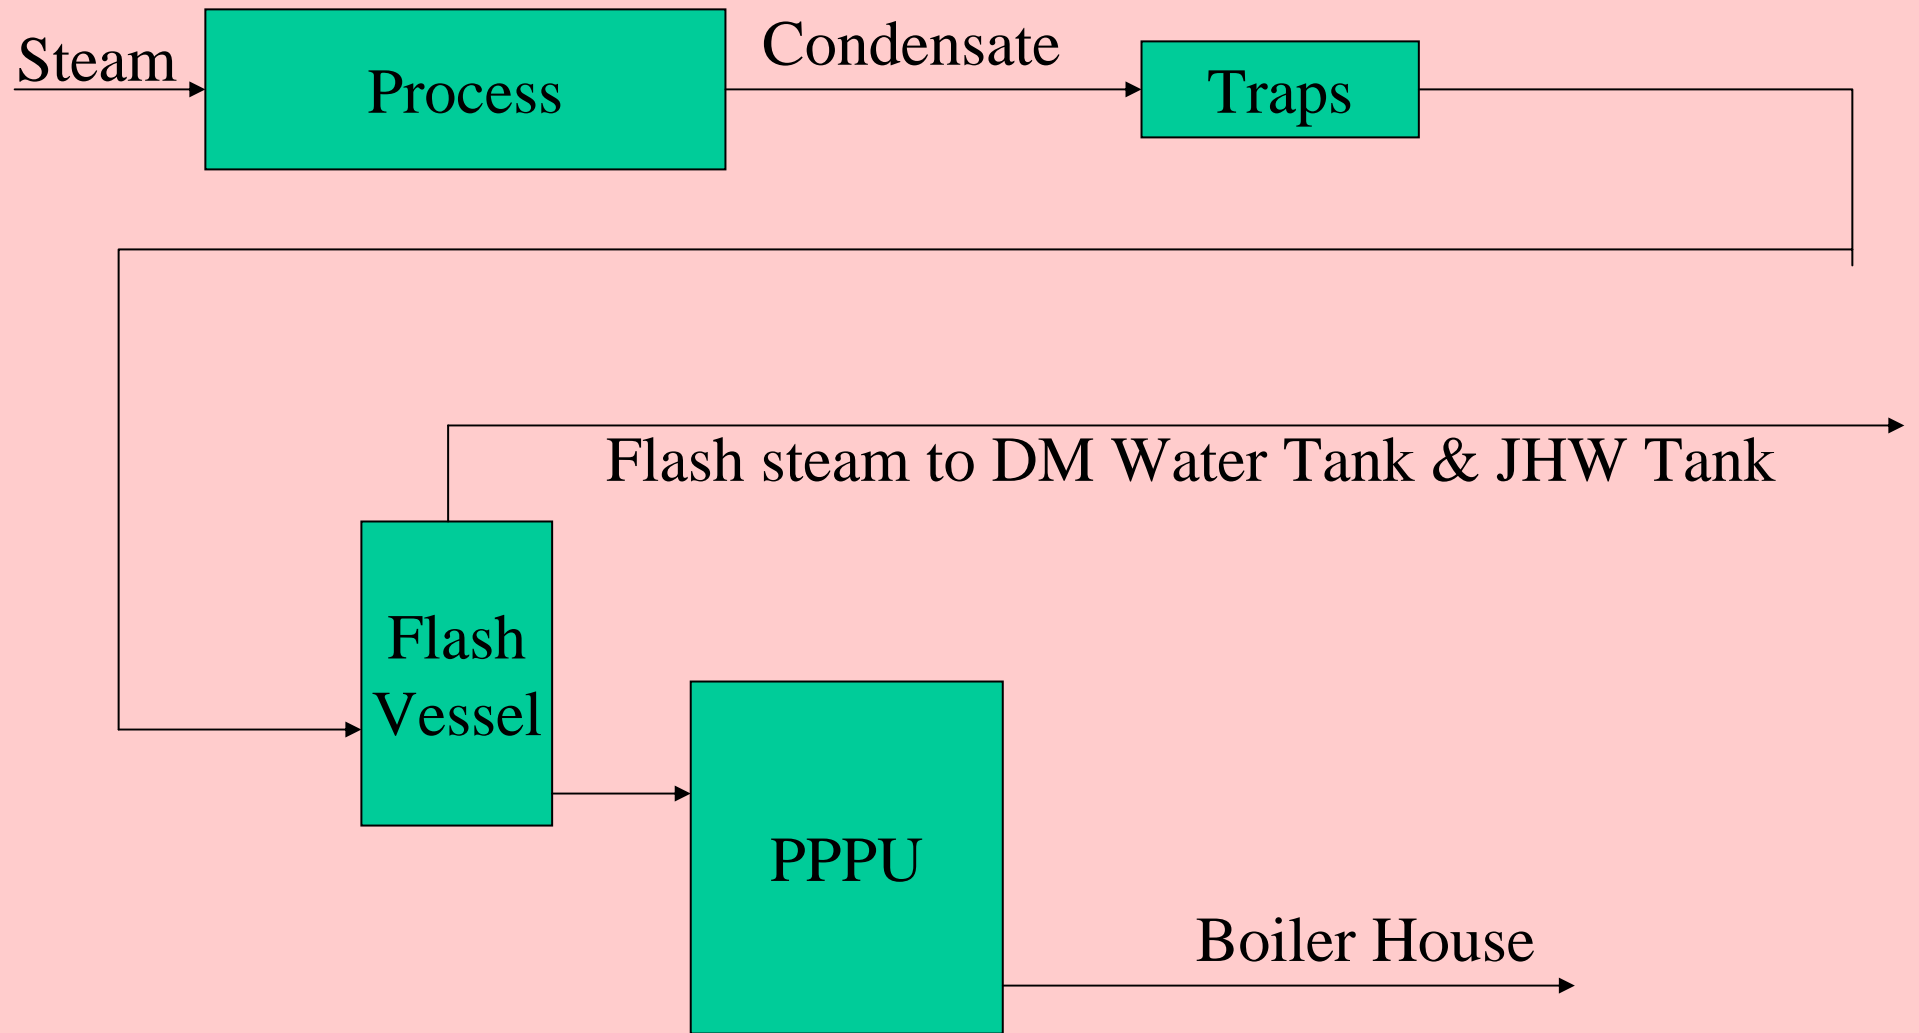 Steam
Process
Condensate
Traps
Flash steam to DM Water Tank & JHW Tank
Flash
Vessel
PPPU
Boiler House